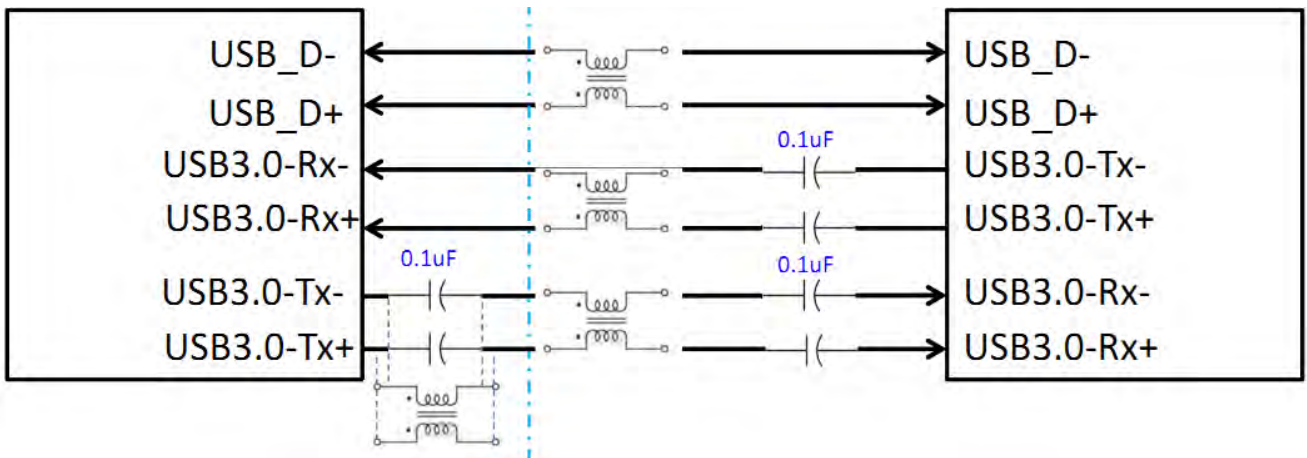 USB_D-
USB_D+
USB3.0-Rx-
USB3.0-Rx+
USB3.0-Tx-
USB3.0-Tx+
0.1uF
0.1uF
0.1uF
USB_D-
USB_D+
USB3.0-Tx-
USB3.0-Tx+
USB3.0-Rx-
USB3.0-Rx+